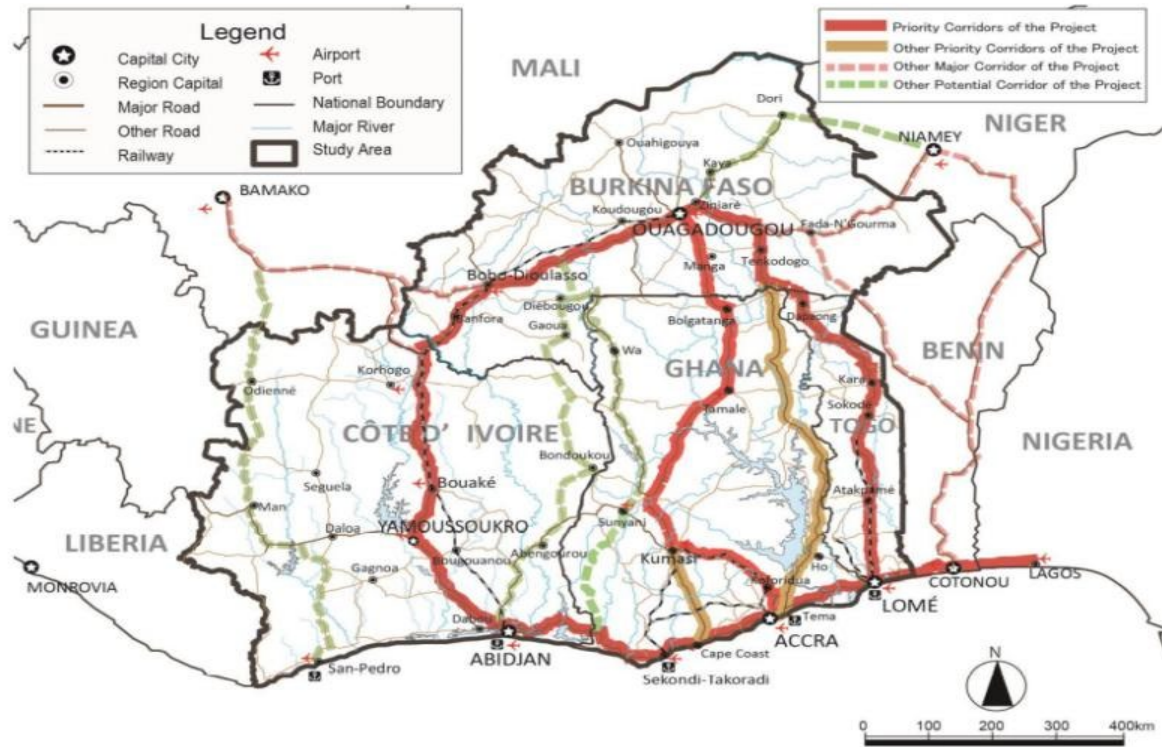 Legend
Capital City
Region Capital
Major Road
Other Road
Railway
Airport
Port
National Boundary
Major River
Study Area
Priority Corridors of the Project
Other Priority Corridors of the Project
Other Major Corridor of the Project
Other Potential Corridor of the Project
MALI
NIGER
Dori
NIAMEY
Ouahigouya
Kaya
BAMAKO
BURKINA FASO
Ziniarè
Koudougou
OUAGADOUGOU
Fada-N'Gourma
Manga
Tenkodogo
Bobo-Dioulasso
Diébougou
Banfora
Gaoua
Bolgatanga
Dapaong
GUINEA
BENIN
Wa
GHANA
Korhogo
Odienné
Kara
Tamale
Sokodé
TOGO
CÔTE D' IVOIRE
NE
NIGERIA
Bondoukou
Seguela
Bouaké
Man
Atakpamé
Sunyani
Daloa
YAMOUSSOUKRO
LIBERIA
Abengourou
Bougouanou
Kumasi
Ho
Gagnoa
Koforidua
MONROVIA
COTONOU
LAGOS
LOMÉ
Dabou
Tema
ACCRA
ABIDJAN
Cape Coast
San-Pedro
Sekondi-Takoradi
N
0 100 200 300 400km